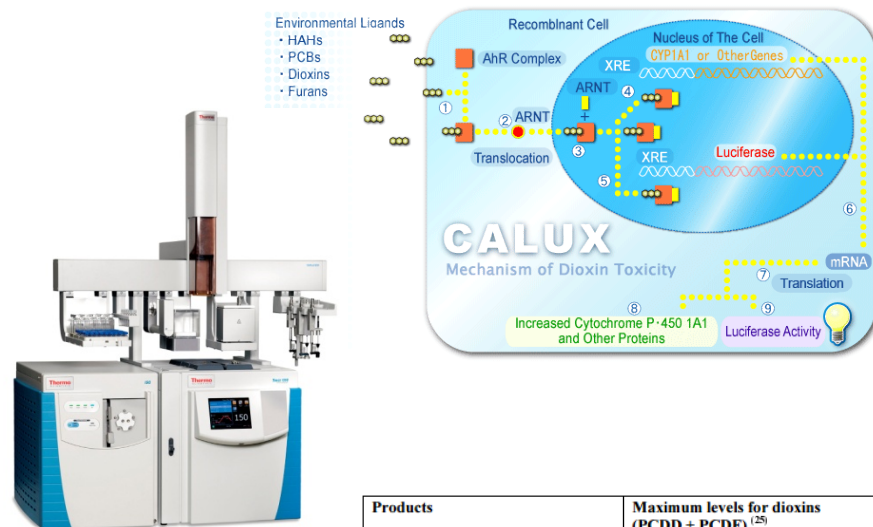 Environmental Ligands
・HAHs
・PCBs
・Dioxins
・Furans
Recombinant Cell
Nucleus of The Cell
CYP1A1 or OtherGenes
AhR Complex
XRE
ARNT
①
②
ARNT
③
④
+
Translocation
XRE
Luciferase
⑤
⑥
CALUX
Mechanism of Dioxin Toxicity
mRNA
⑦
Translation
⑧
⑨
Increased Cytochrome P・450 1A1
and Other Proteins
Luciferase Activity
Thermo
Thermo
Thermo
150
Products
Maximum levels for dioxins
(PCDD + PCDF) (25)